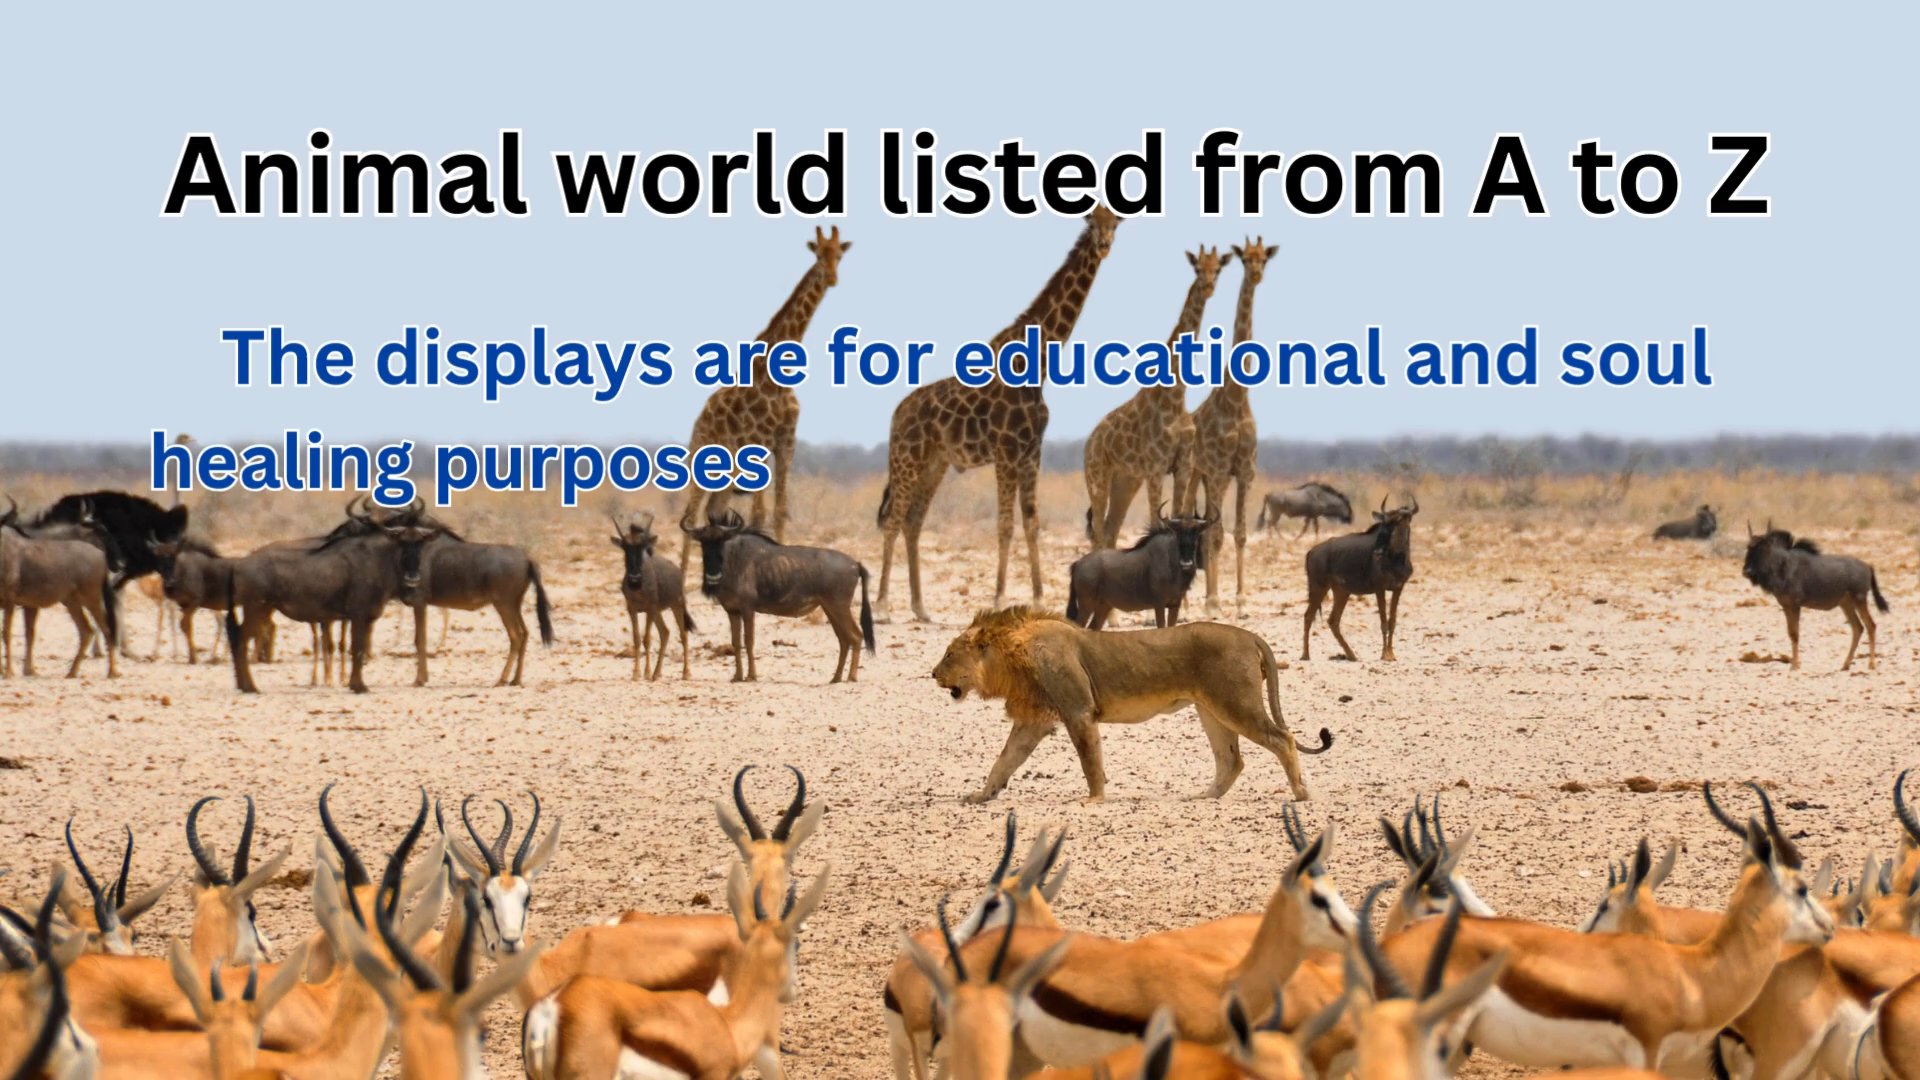 Animal world listed from A to Z
The displays are for educational and soul
healing purposes